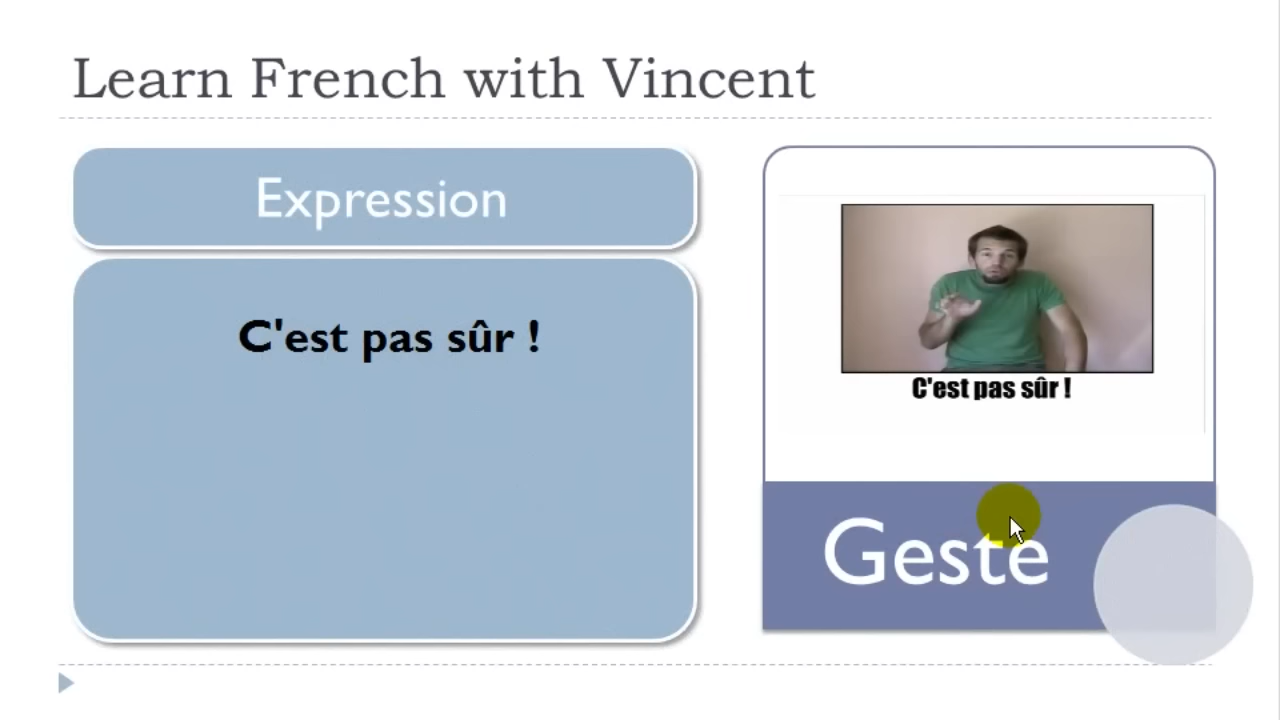 Learn French with Vincent
Expression
C'est pas sûr !
C'est pas sûr !
Geste